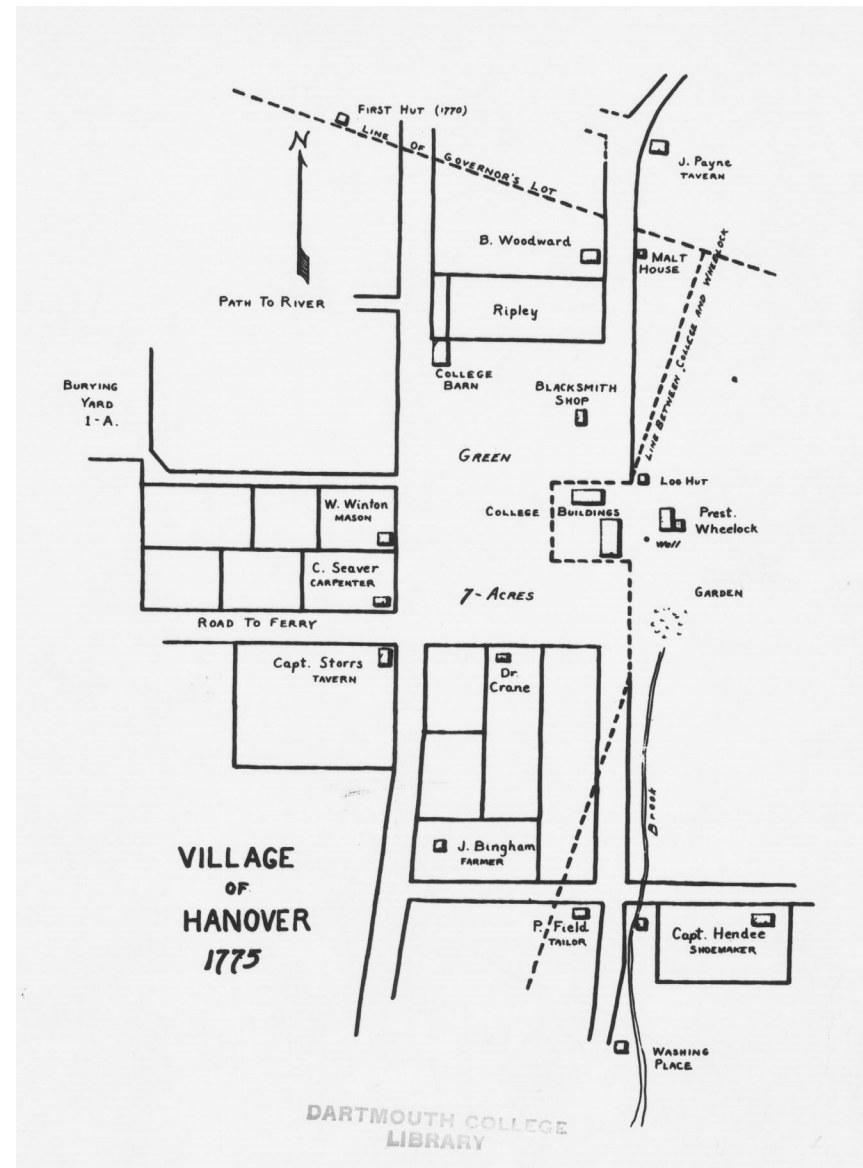 FIRST HUT (1770)
LINE OF GOVERNOR'S LOT
N
J. Payne
TAVERN
B. Woodward
MALT
HOUSE
LINE BETWEEN COLLEGE AND WHEELOCK
PATH TO RIVER
Ripley
COLLEGE
BARN
BURYING
YARD
1-A.
BLACKSMITH
SHOP
GREEN
LOG HUT
W. Winton
MASON
COLLEGE BUILDINGS
Prest.
Wheelock
Well
C. Seaver
CARPENTER
7-ACRES
GARDEN
ROAD TO FERRY
Capt. Storrs
TAVERN
Dr.
Crane
Brook
J. Bingham
FARMER
VILLAGE
OF
HANOVER
1775
P. Field
TAILOR
Capt. Hendee
SHOEMAKER
WASHING
PLACE
DARTMOUTH COLLEGE
LIBRARY